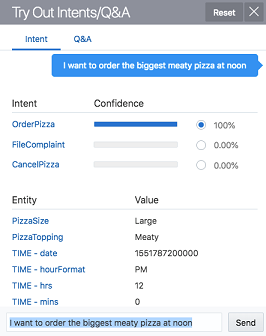 Try Out Intents/Q&A Reset
Intent Q&A
I want to order the biggest meaty pizza at noon
Intent Confidence
OrderPizza 100%
FileComplaint 0.00%
CancelPizza 0.00%
Entity Value
PizzaSize Large
PizzaTopping Meaty
TIME - date 1551787200000
TIME - hourFormat PM
TIME - hrs 12
TIME - mins 0
I want to order the biggest meaty pizza at noon Send